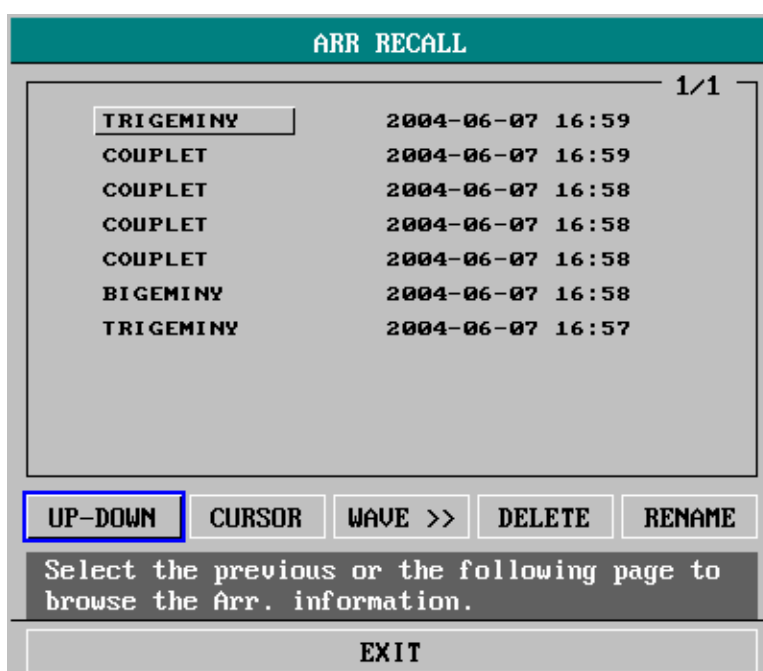 ARR RECALL
1/1
TRIGEMINY 2004-06-07 16:59
COUPLET 2004-06-07 16:59
COUPLET 2004-06-07 16:58
COUPLET 2004-06-07 16:58
COUPLET 2004-06-07 16:58
BIGEMINY 2004-06-07 16:58
TRIGEMINY 2004-06-07 16:57
UP-DOWN CURSOR WAVE >> DELETE RENAME
Select the previous or the following page to
browse the Arr. information.
EXIT